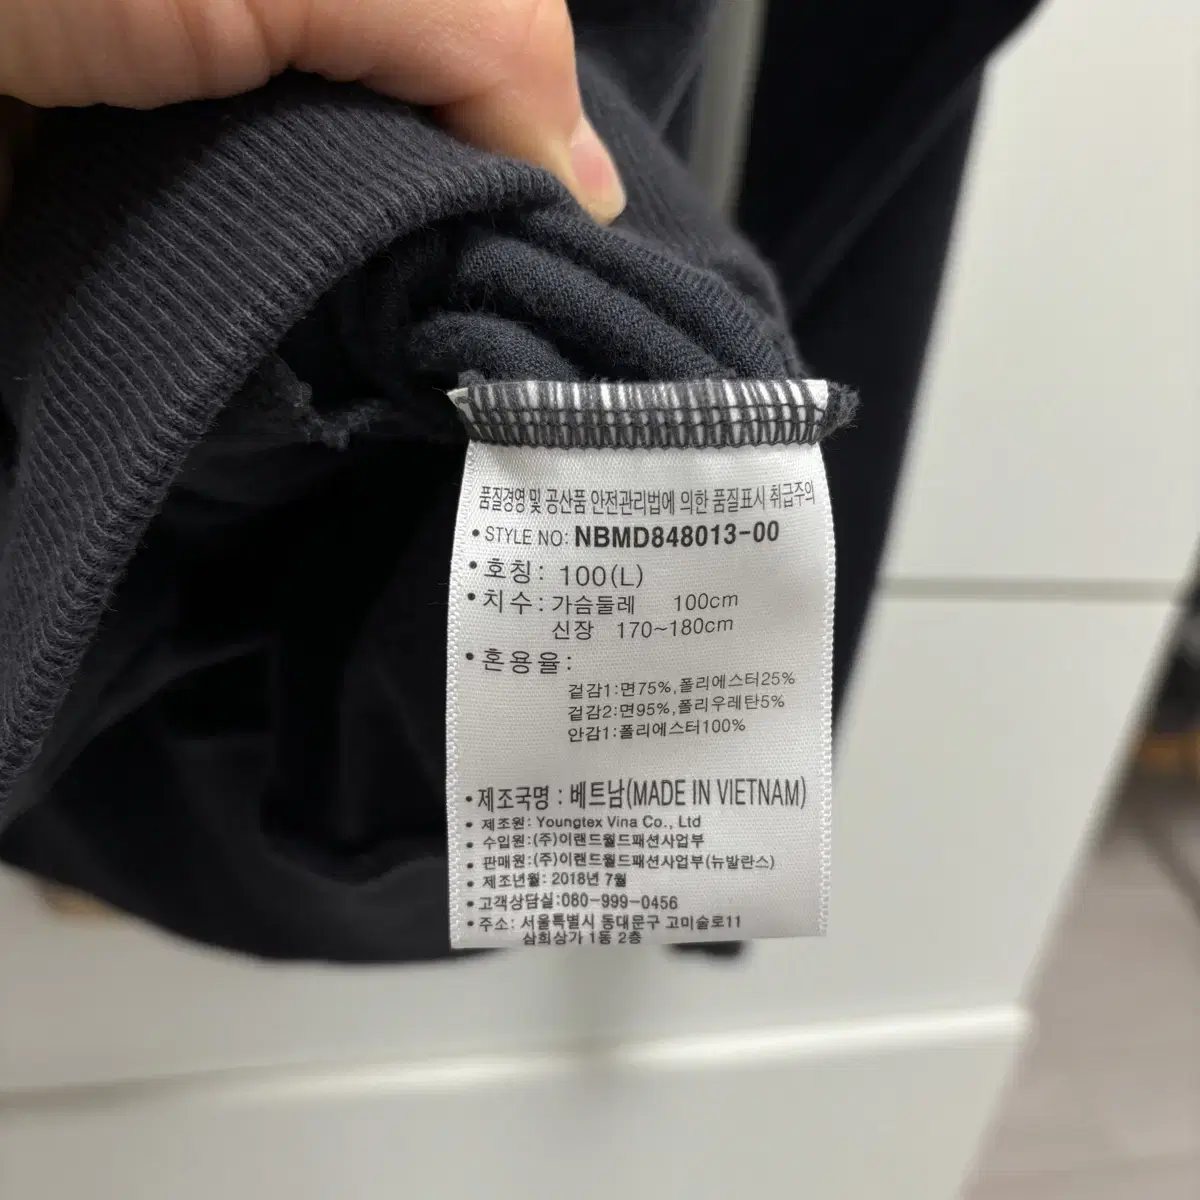 품질경영 및 공산품 안전관리법에 의한 품질표시 취급주의
•STYLE NO: NBMD848013-00
•호칭: 100(L)
•치수: 가슴둘레 100cm
신장 170~180cm
•혼용율:
겉감1:면75%,폴리에스터25%
겉감2:면95%,폴리우레탄5%
안감1:폴리에스터100%
•제조국명 : 베트남(MADE IN VIETNAM)
•제조원: Youngtex Vina Co., Ltd
•수입원:(주)이랜드월드패션사업부
•판매원:(주)이랜드월드패션사업부(뉴발란스)
•제조년월: 2018년 7월
•고객상담실:080-999-0456
•주소: 서울특별시 동대문구 고미술로11
삼희상가 1동 2층